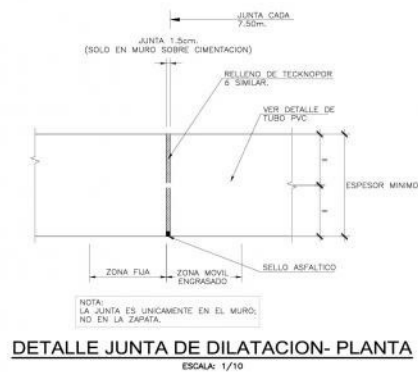 JUNTA CADA
7.50m.
JUNTA 1.5cm.
(SOLO EN MURO SOBRE CIMENTACION)
RELLENO DE TECKNOPOR
6 SIMILAR.
VER DETALLE DE
TUBO PVC
ESPESOR MINIMO
SELLO ASFALTICO
ZONA FIJA
ZONA MOVIL
ENGRASADO
NOTA:
LA JUNTA ES UNICAMENTE EN EL MURO;
NO EN LA ZAPATA.
DETALLE JUNTA DE DILATACION- PLANTA
ESCALA: 1/10